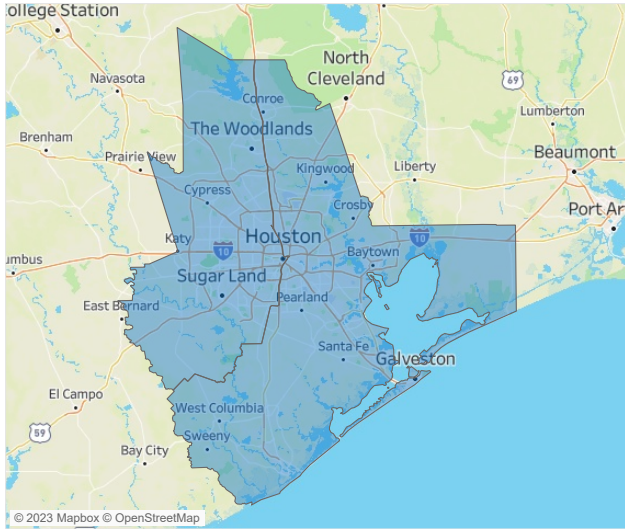 ollege Station
North
Cleveland
69
Navasota
Conroe
Lumberton
The Woodlands
Brenham
Prairie View
Beaumont
Kingwood
Liberty
Cypress
Crosby
Port Ar
Katy
Houston
10
10
Baytown
umbus
Sugar Land
Pearland
East Bernard
Santa Fe
Galveston
El Campo
West Columbia
59
Sweeny
Bay City
© 2023 Mapbox © OpenStreetMap